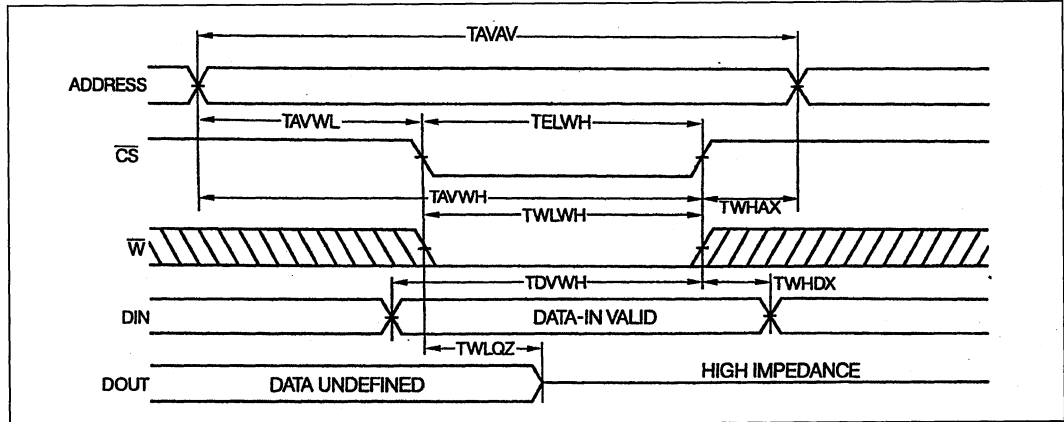 TAVAV
ADDRESS
TAVWL
TELWH
CS
TAVWH
TWHAX
TWLWH
W
TDVWH
TWHDX
DIN
DATA-IN VALID
TWLQZ
HIGH IMPEDANCE
DOUT
DATA UNDEFINED